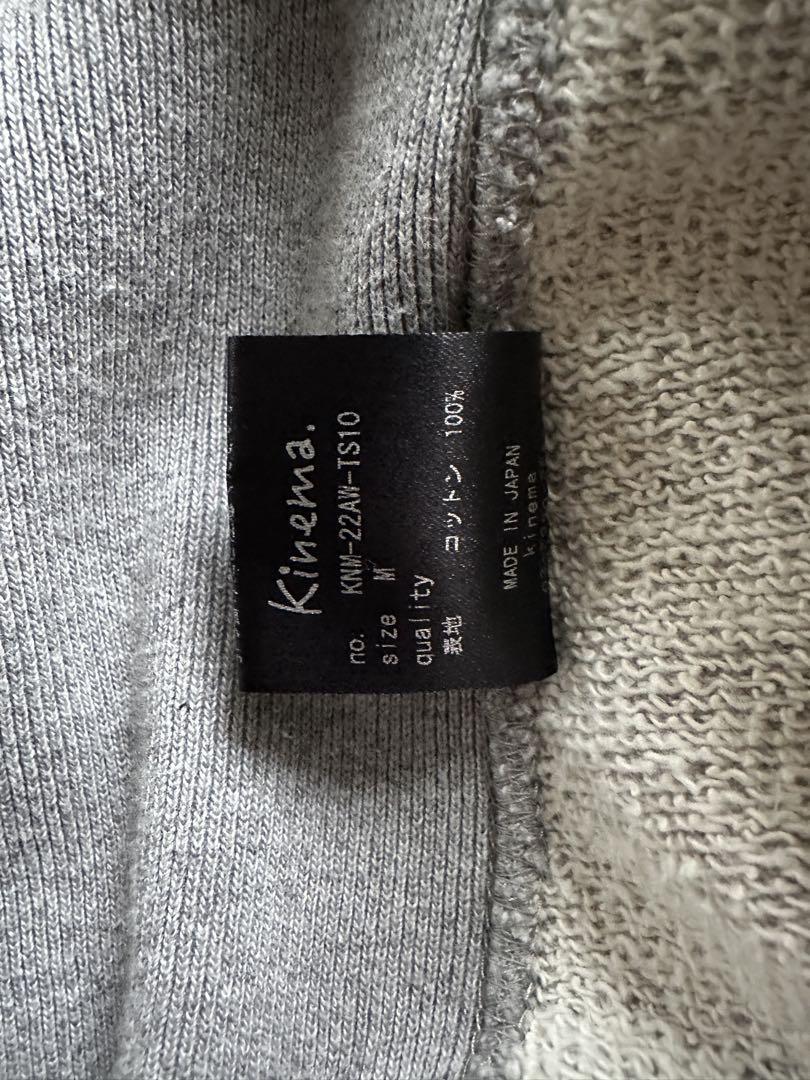 Kinema.
no. KNM-22AW-TS10
size M
quality
表地 コットン 100%
MADE IN JAPAN
kinema